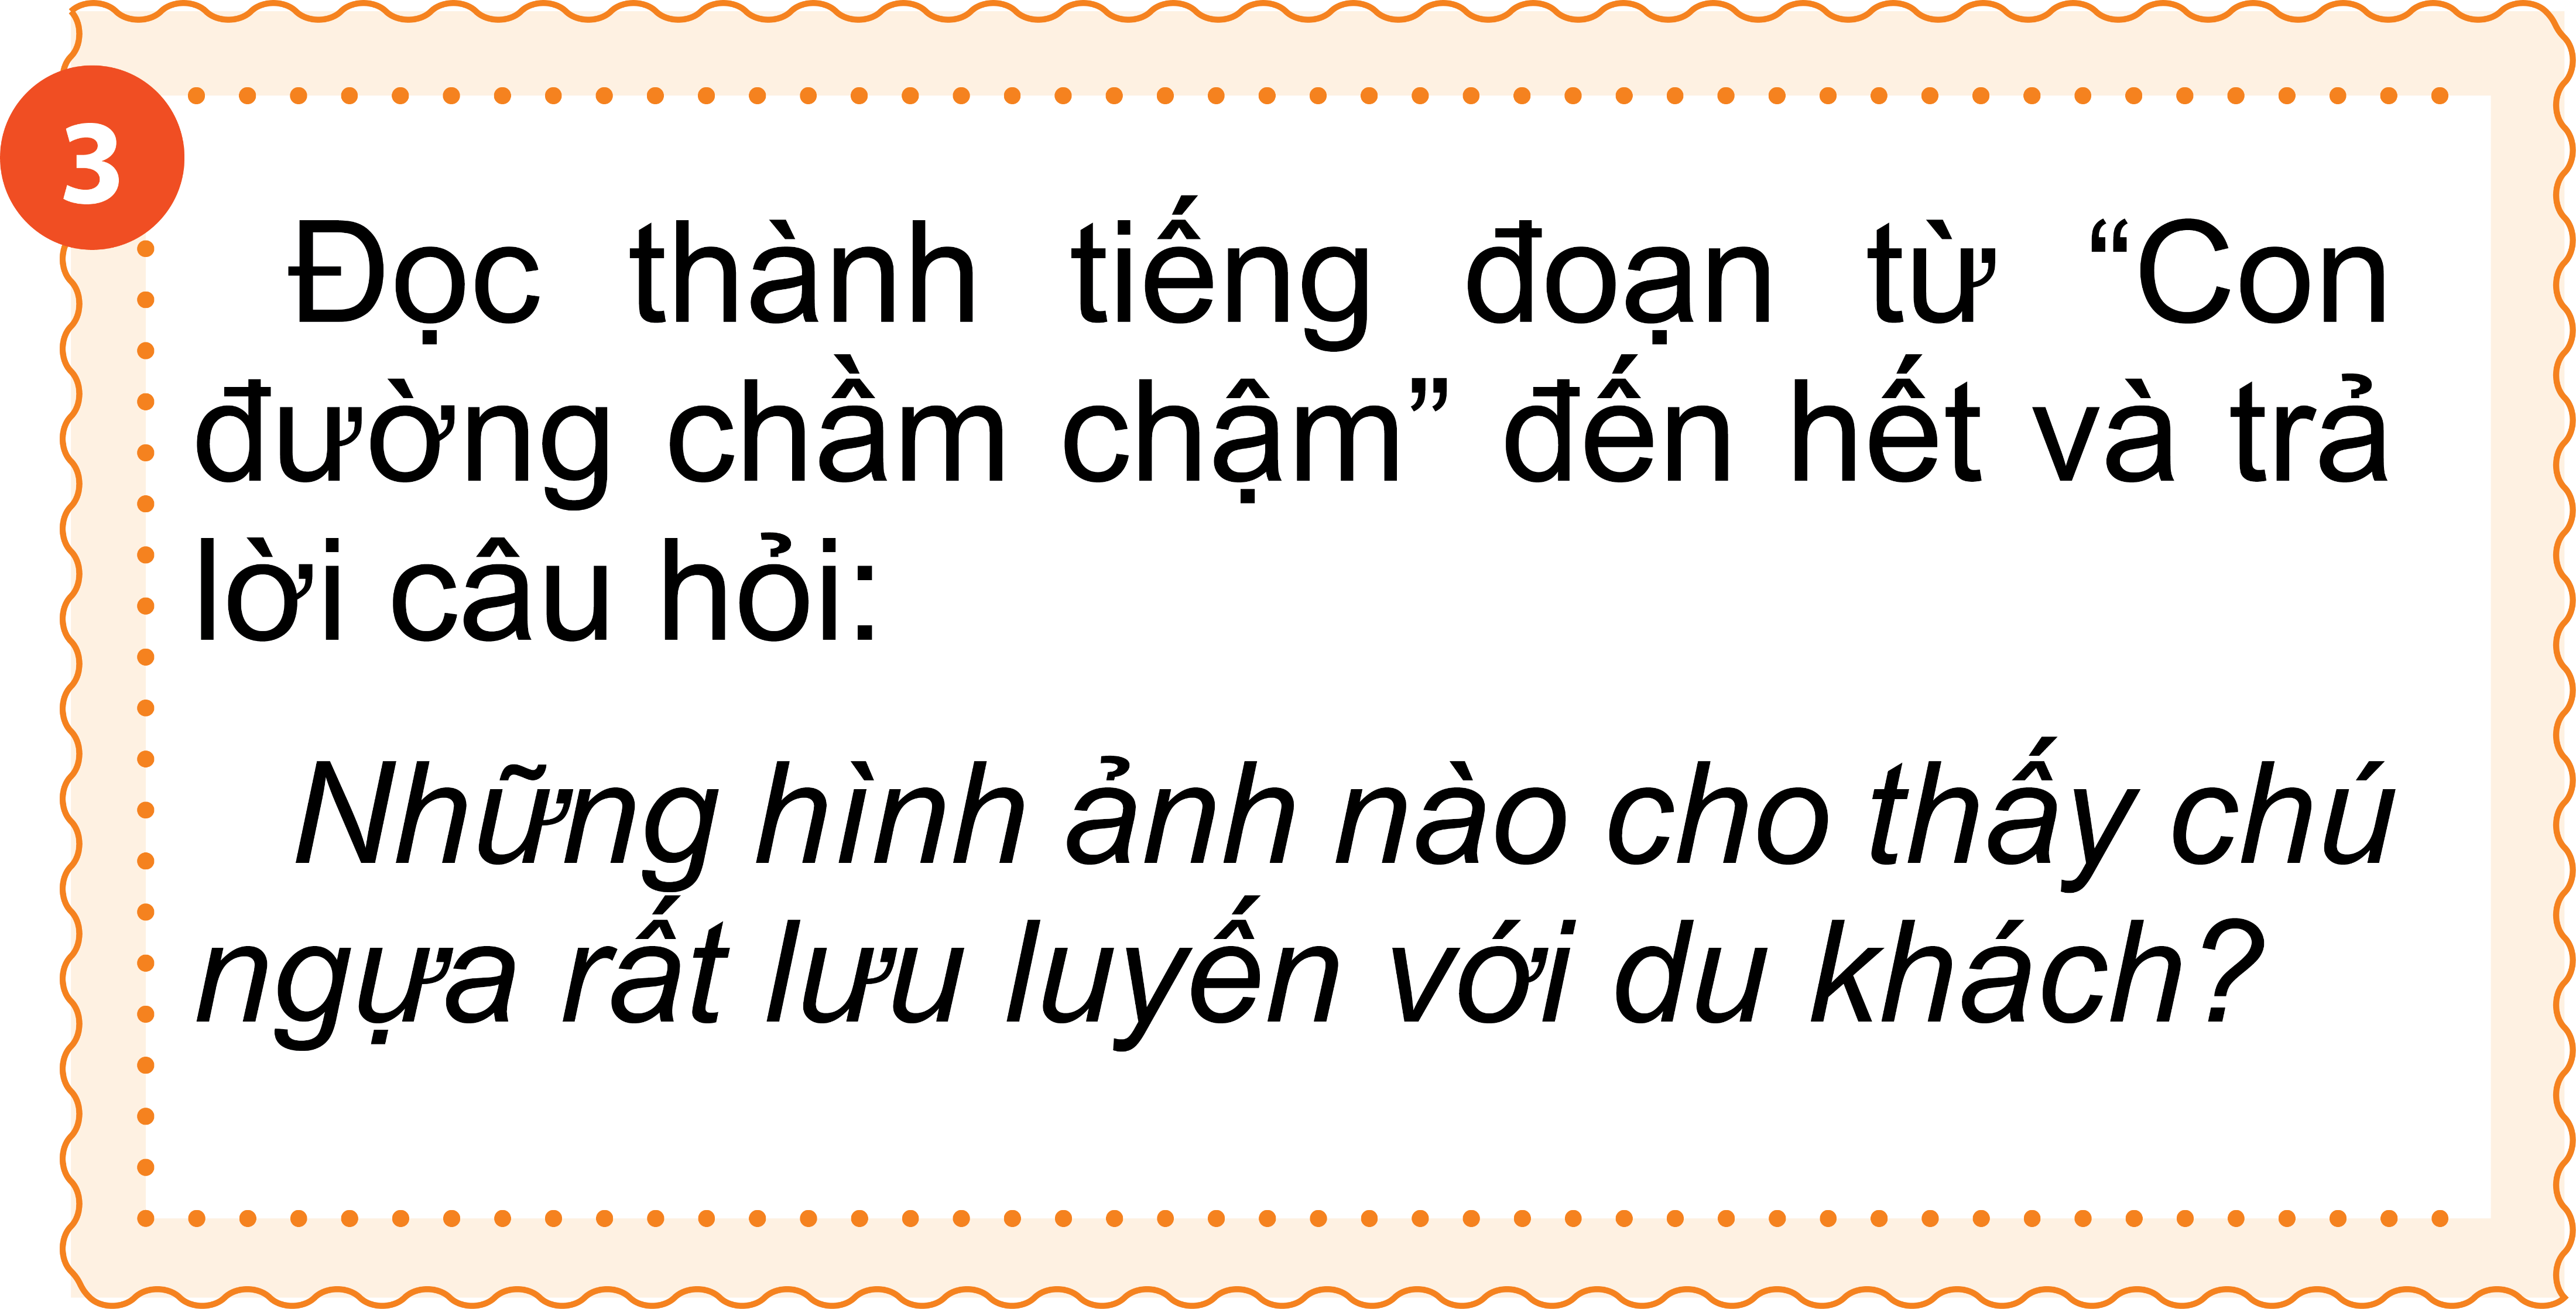 3
Đọc thành tiếng đoạn từ “Con
đường chầm chậm” đến hết và trả
lời câu hỏi:
Những hình ảnh nào cho thấy chú
ngựa rất lưu luyến với du khách?